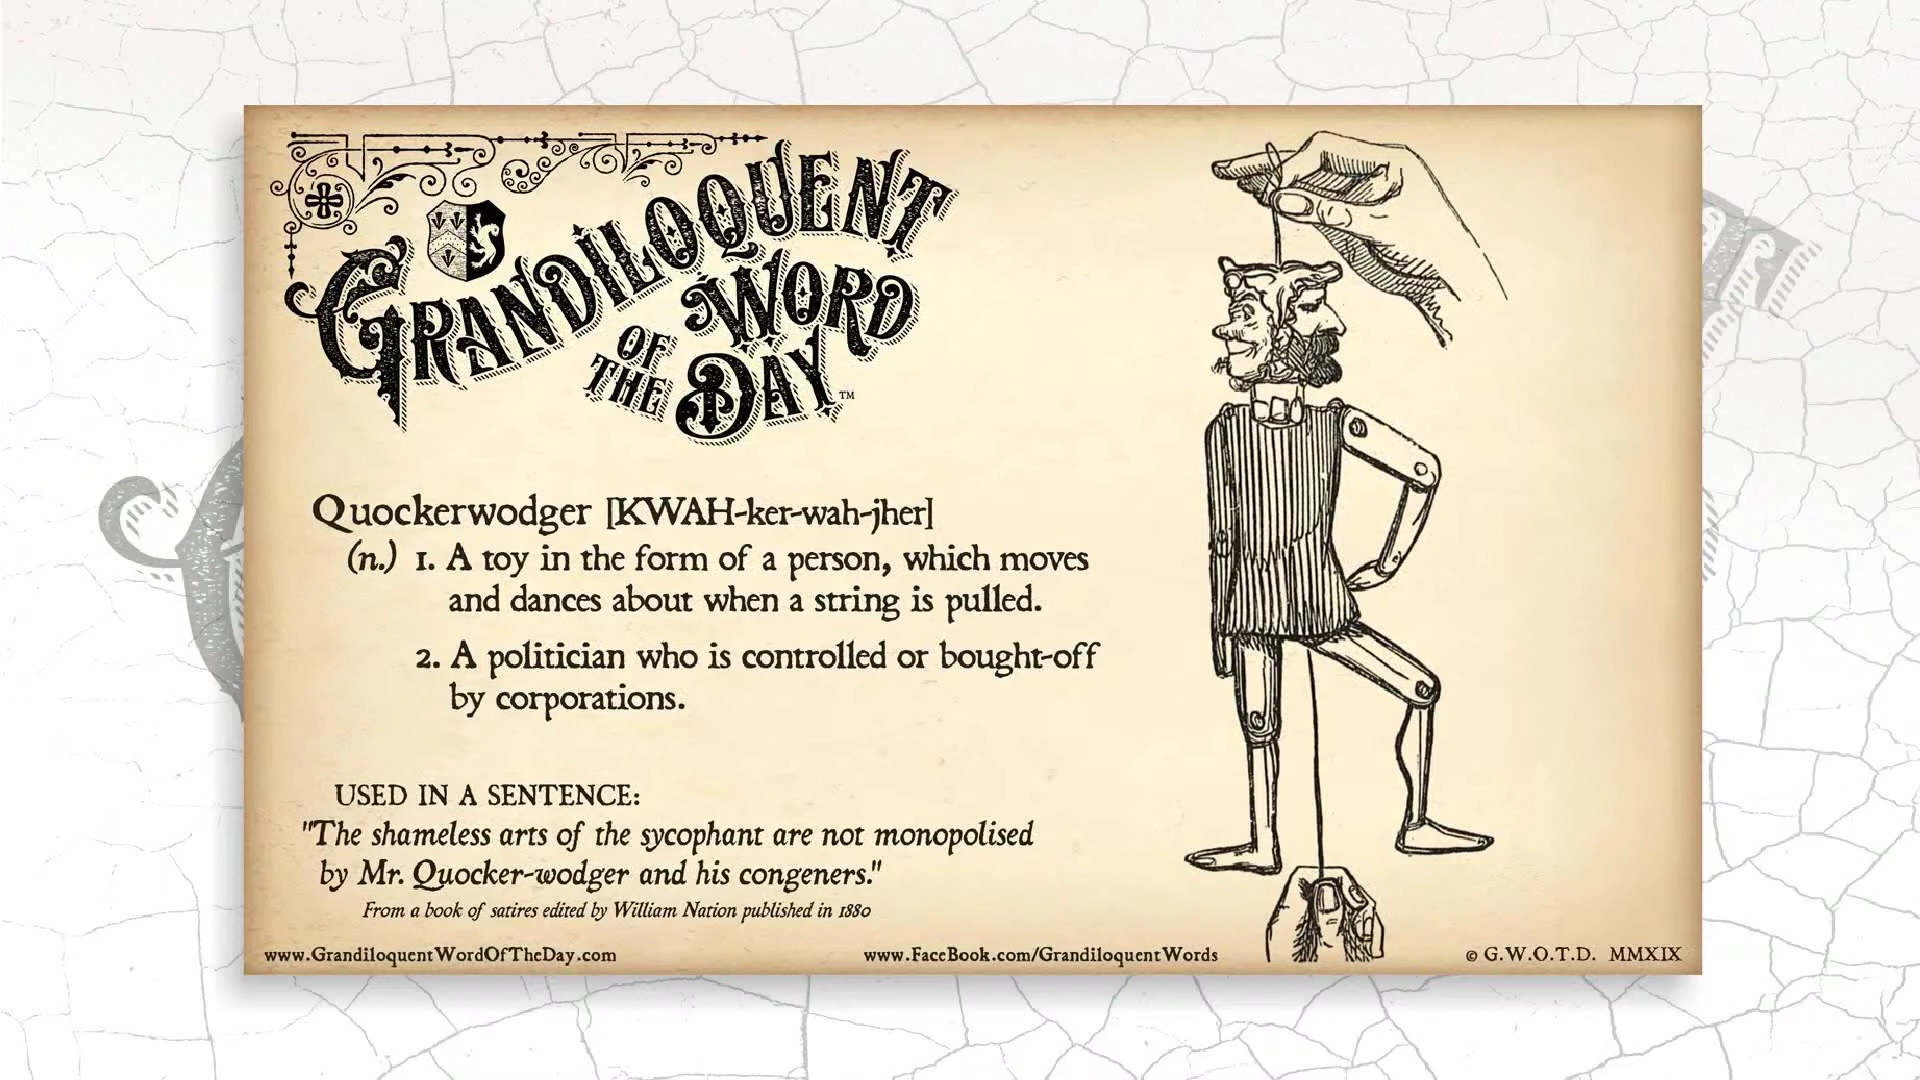 GRANDILOQUENT
WORD
OF
THE DAY™
Quockerwodger [KWAH-ker-wah-jher]
(n.) 1. A toy in the form of a person, which moves
and dances about when a string is pulled.
2. A politician who is controlled or bought-off
by corporations.
USED IN A SENTENCE:
"The shameless arts of the sycophant are not monopolised
by Mr. Quocker-wodger and his congeners."
From a book of satires edited by William Nation published in 1880
www.GrandiloquentWordOfTheDay.com
www.FaceBook.com/GrandiloquentWords
© G.W.O.T.D. MMXIX